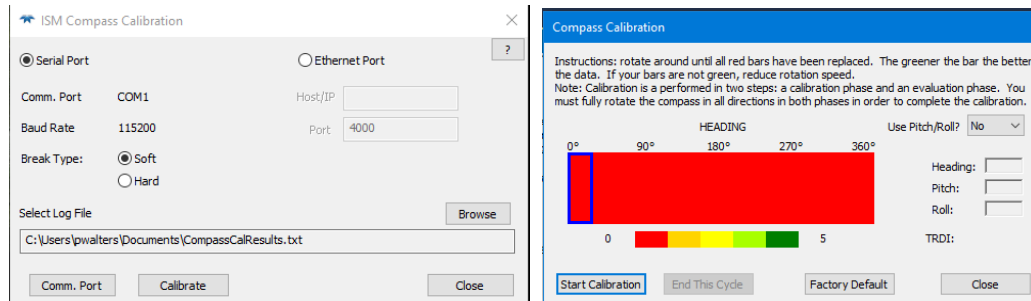 ISM Compass Calibration
?
Serial Port
Ethernet Port
Comm. Port COM1 Host/IP
Baud Rate 115200 Port 4000
Break Type: Soft
Hard
Select Log File Browse
C:\Users\pwalters\Documents\CompassCalResults.txt
Comm. Port Calibrate Close
Compass Calibration
Instructions: rotate around until all red bars have been replaced. The greener the bar the better
the data. If your bars are not green, reduce rotation speed.
Note: Calibration is a performed in two steps: a calibration phase and an evaluation phase. You
must fully rotate the compass in all directions in both phases in order to complete the calibration.
HEADING Use Pitch/Roll? No
0° 90° 180° 270° 360°
Heading:
Pitch:
Roll:
0 5 TRDI:
Start Calibration End This Cycle Factory Default Close